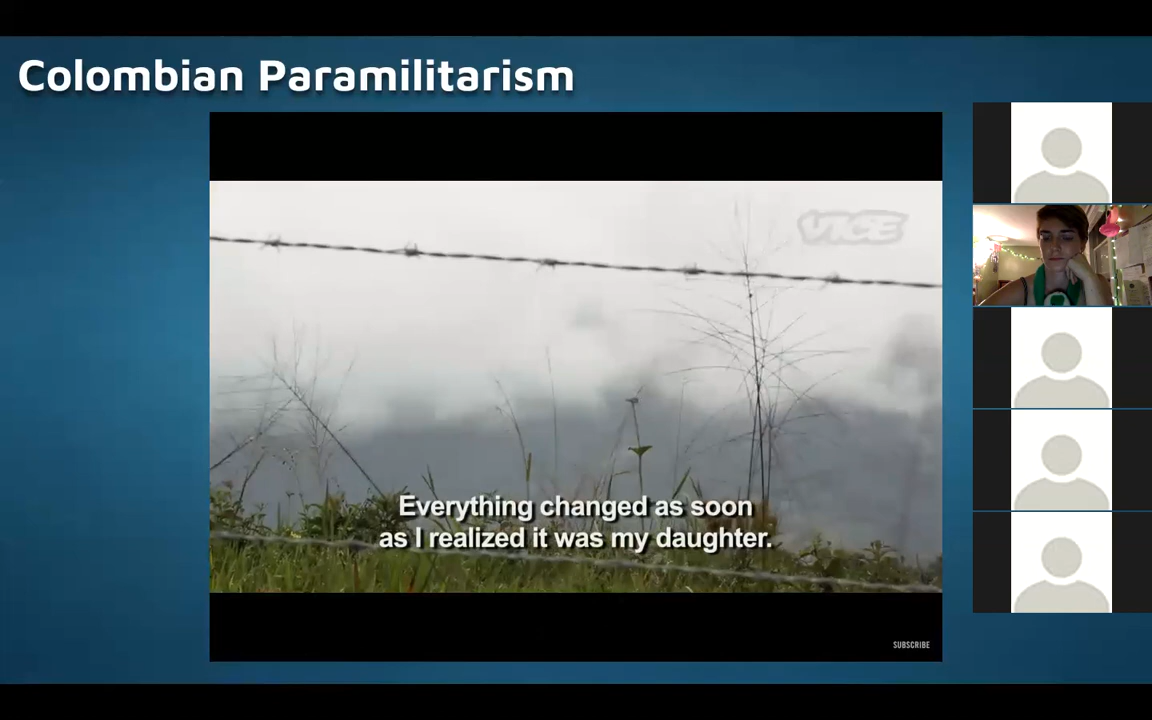 Colombian Paramilitarism
VICE
Everything changed as soon
as I realized it was my daughter.
SUBSCRIBE